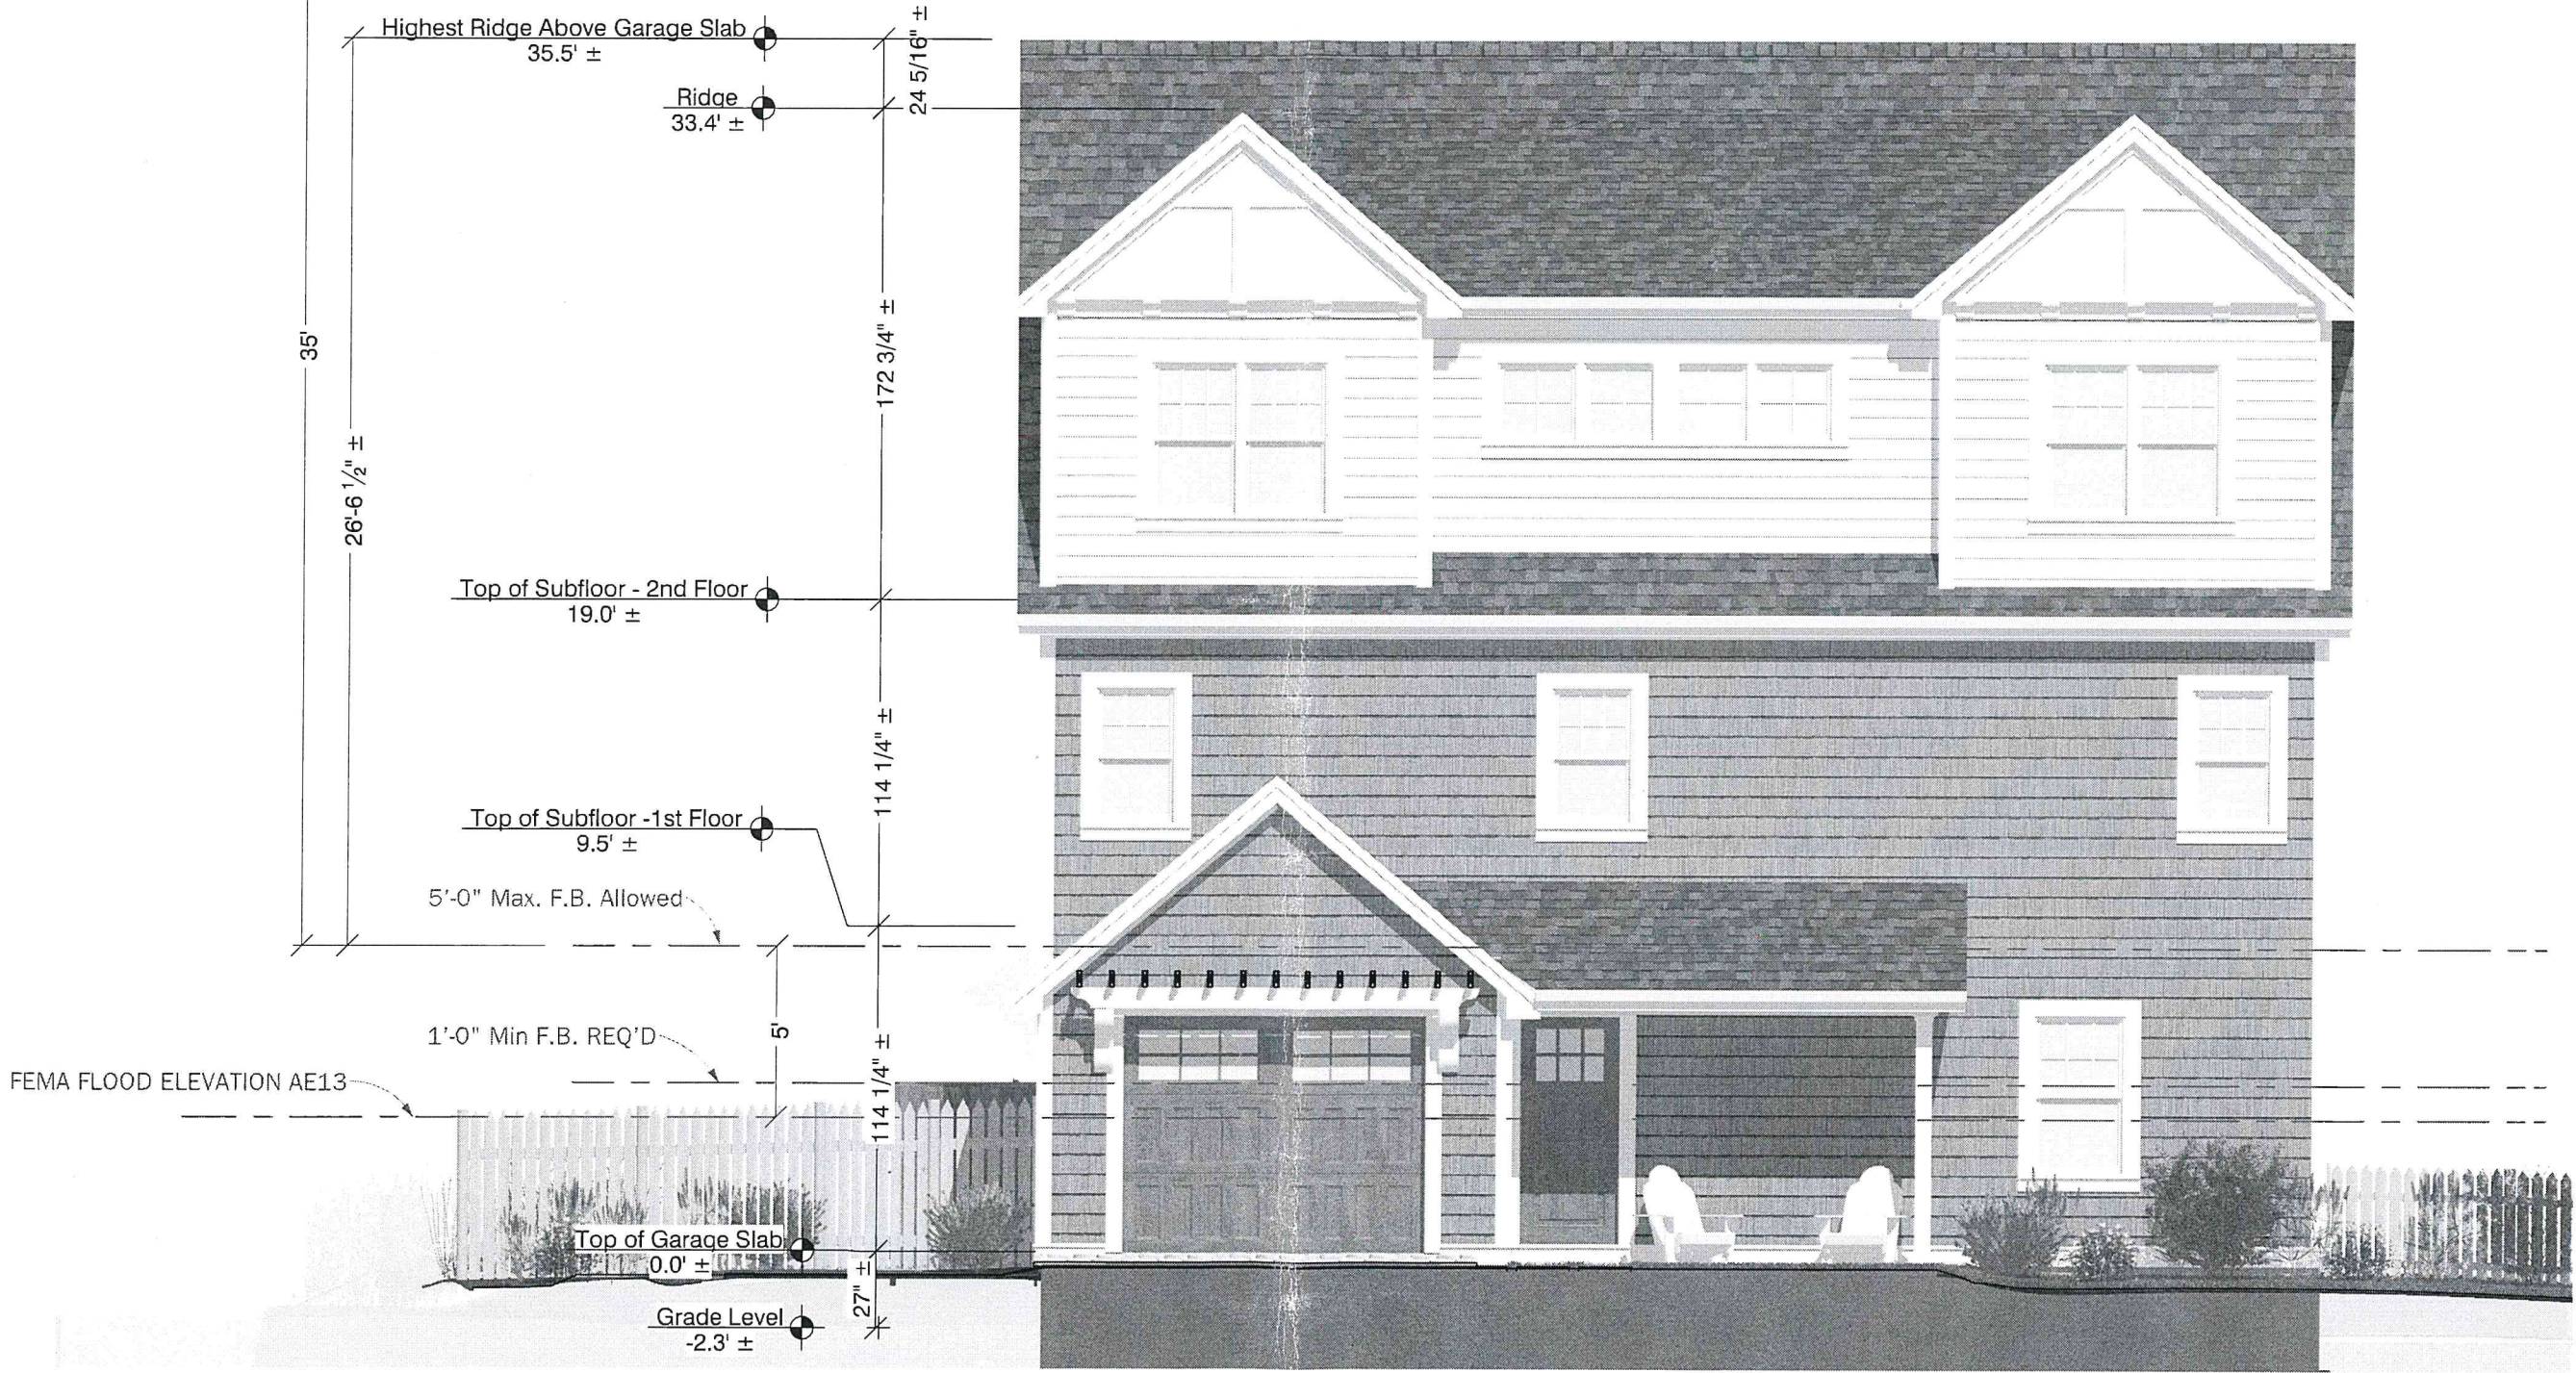 Highest Ridge Above Garage Slab
35.5' ±
24 5/16" ±
Ridge
33.4' ±
35'
26'-6 ½" ±
172 3/4" ±
Top of Subfloor - 2nd Floor
19.0' ±
114 1/4" ±
Top of Subfloor -1st Floor
9.5' ±
5'-0" Max. F.B. Allowed
5'
1'-0" Min F.B. REQ'D
114 1/4" ±
FEMA FLOOD ELEVATION AE13
Top of Garage Slab
0.0' ±
27" ±
Grade Level
-2.3' ±